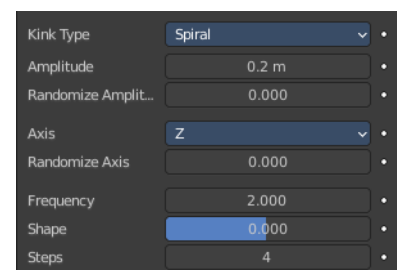 Kink Type Spiral
Amplitude 0.2 m
Randomize Amplit... 0.000
Axis Z
Randomize Axis 0.000
Frequency 2.000
Shape 0.000
Steps 4